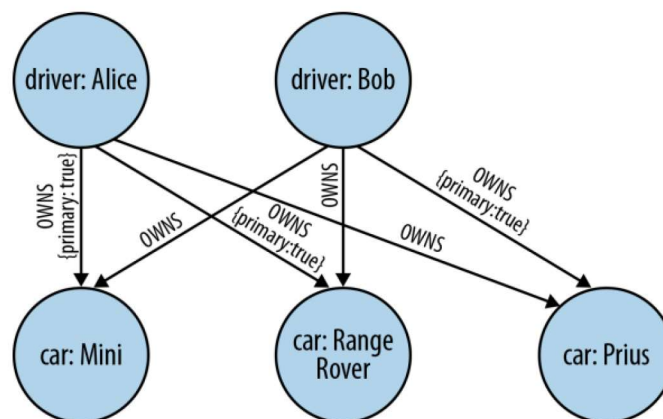 driver: Alice
driver: Bob
OWNS
{primary: true}
OWNS
OWNS
{primary:true}
OWNS
OWNS
OWNS
{primary:true}
car: Mini
car: Range
Rover
car: Prius